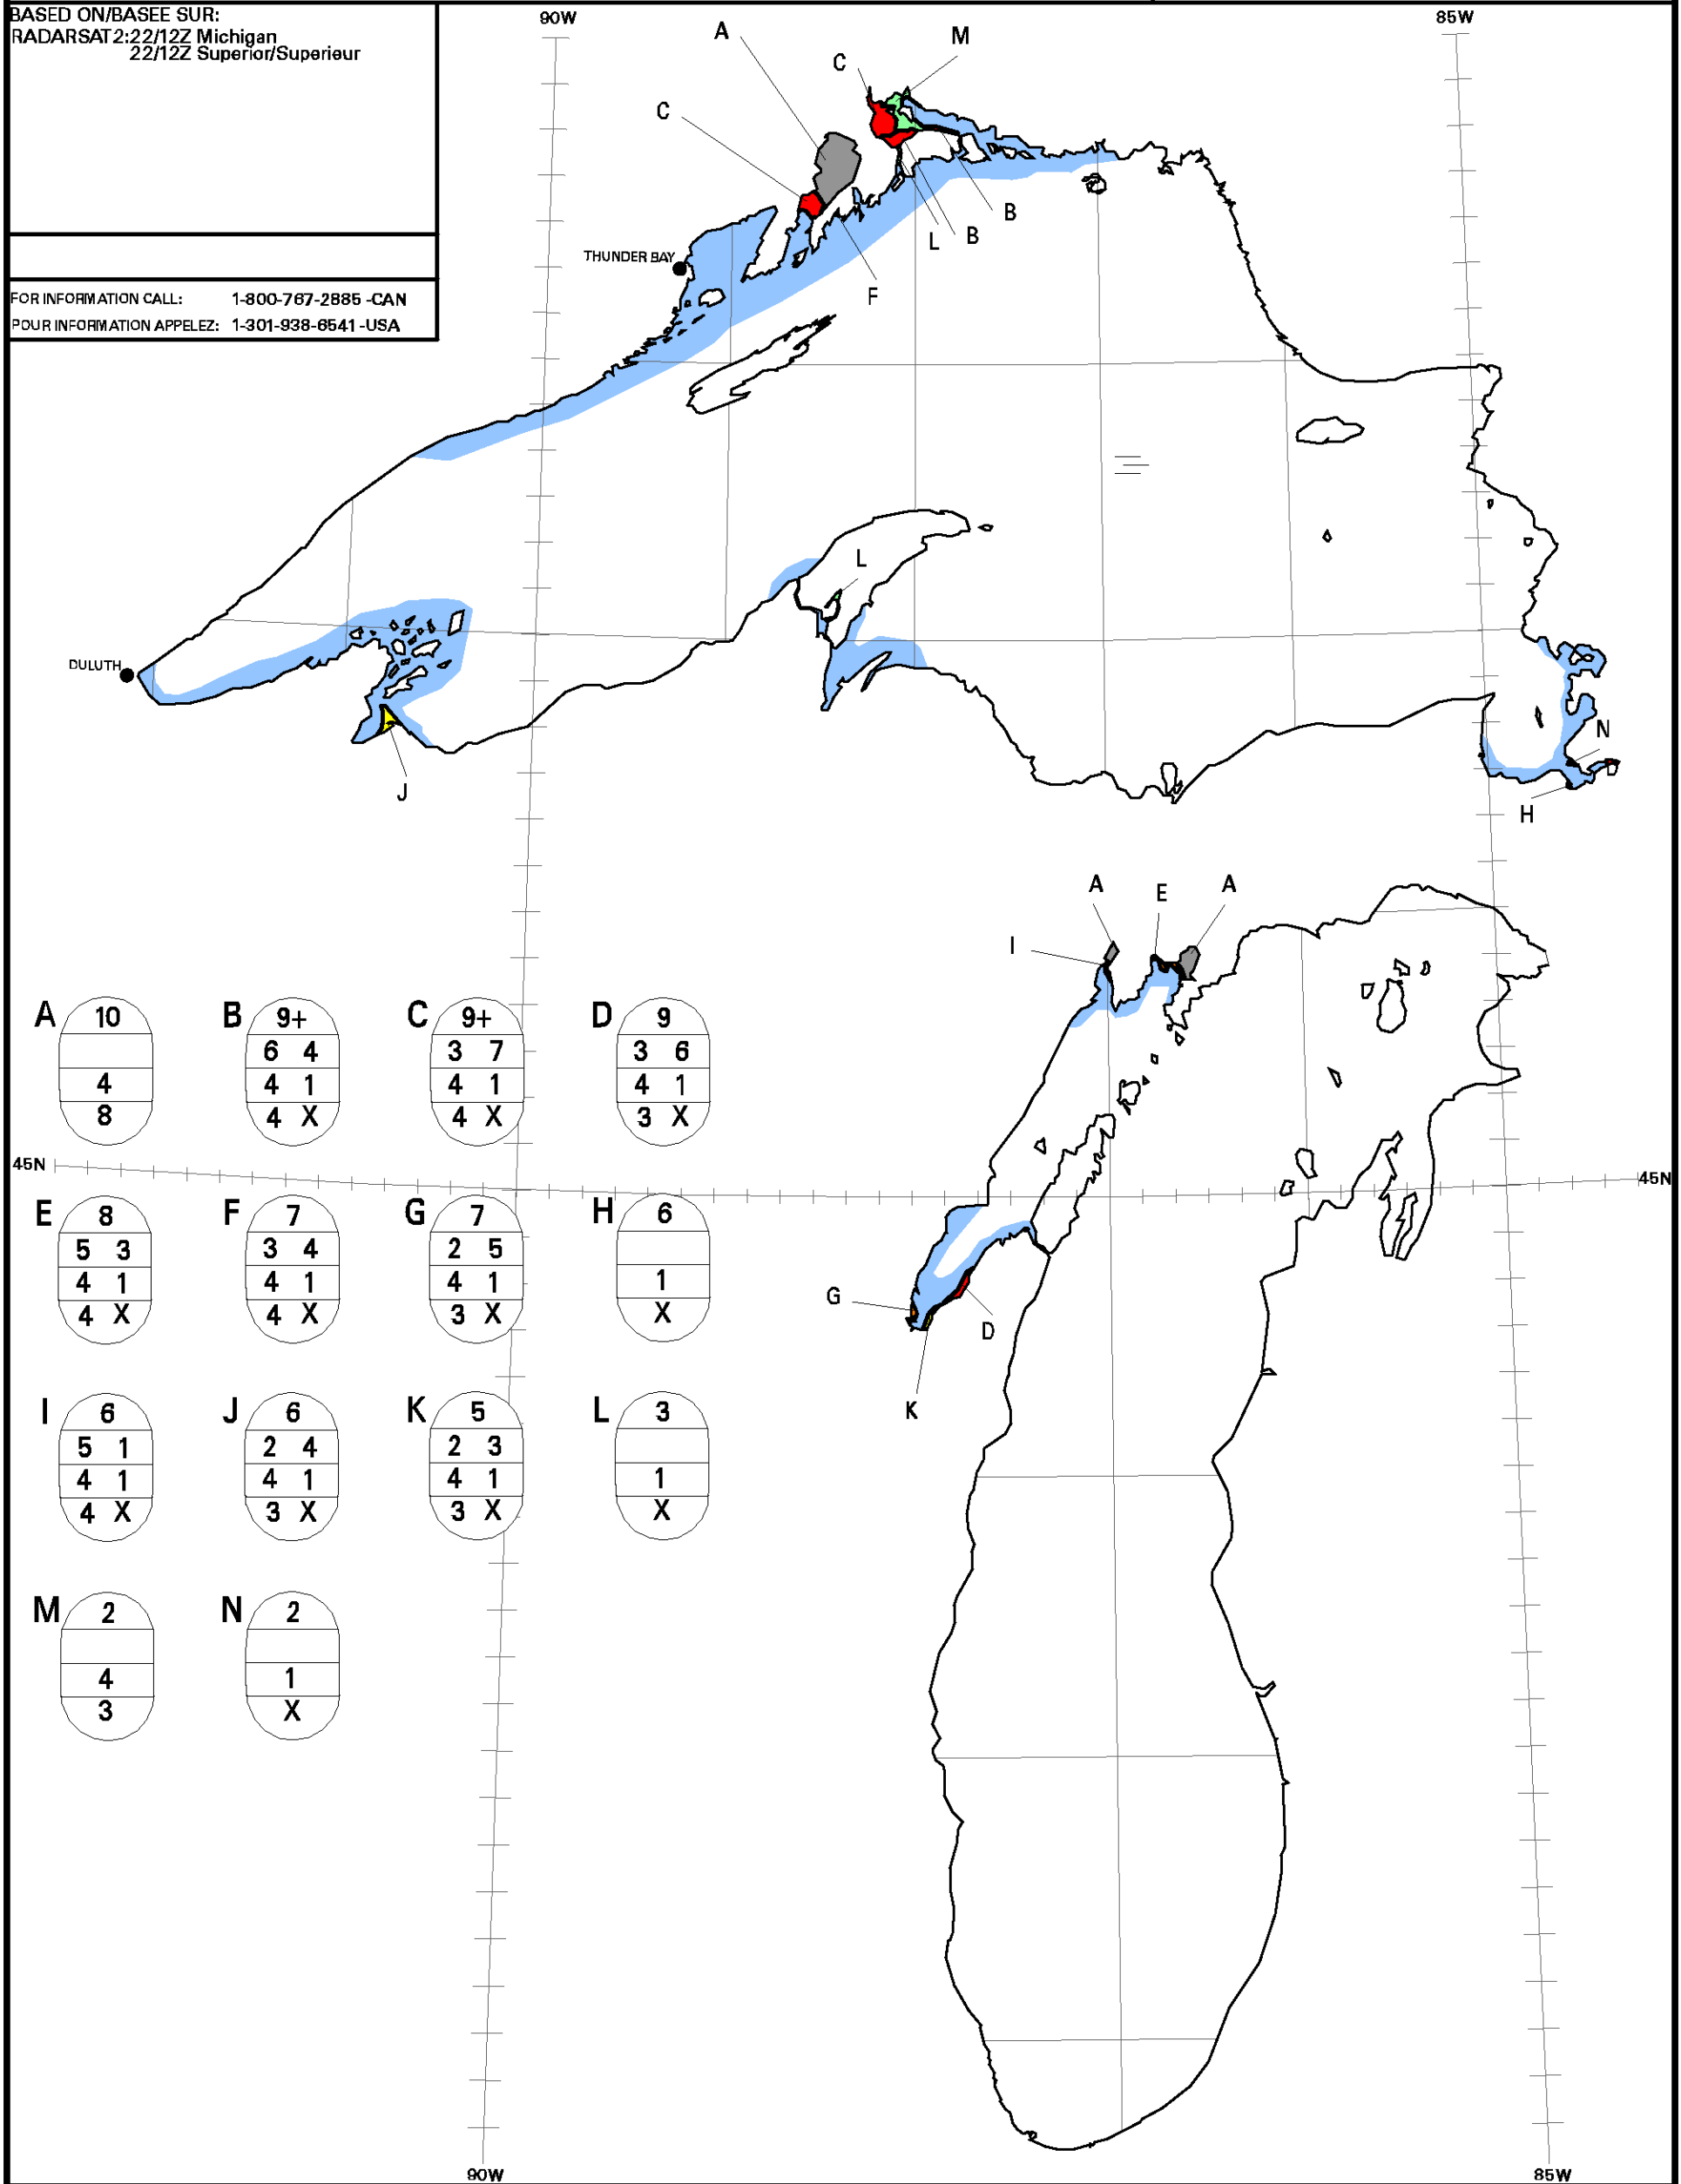 BASED ON/BASEE SUR:
RADARSAT2:22/12Z Michigan
22/12Z Superior/Superieur
FOR INFORMATION CALL: 1-800-767-2885 -CAN
POUR INFORMATION APPELEZ: 1-301-938-6541 -USA
90W
85W
A
M
C
C
B
B
L
F
THUNDER BAY
L
DULUTH
J
N
H
A
E
A
I
A
10
4
8
B
9+
6 4
4 1
4 X
C
9+
3 7
4 1
4 X
D
9
3 6
4 1
3 X
45N
45N
E
8
5 3
4 1
4 X
F
7
3 4
4 1
4 X
G
7
2 5
4 1
3 X
H
6
1
X
G
D
K
I
6
5 1
4 1
4 X
J
6
2 4
4 1
3 X
K
5
2 3
4 1
3 X
L
3
1
X
M
2
4
3
N
2
1
X
90W
85W